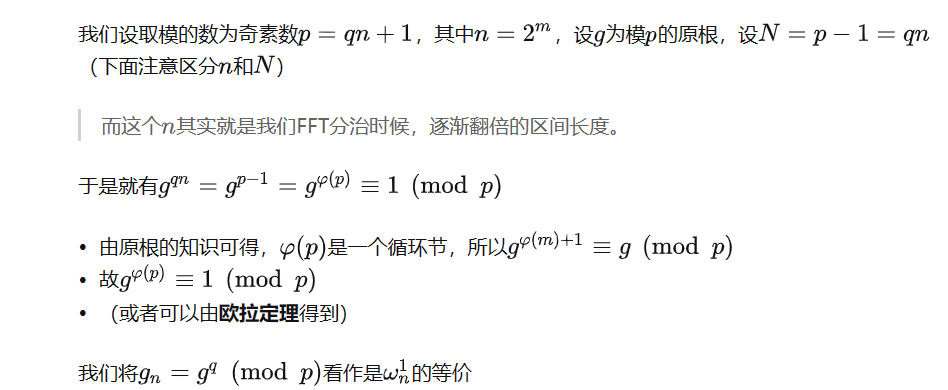 我们设取模的数为奇素数$p = qn + 1$，其中$n = 2^m$，设$g$为模$p$的原根，设$N = p - 1 = qn$
（下面注意区分$n$和$N$）
而这个$n$其实就是我们FFT分治时候，逐渐翻倍的区间长度。
于是就有$g^{qn} = g^{p-1} = g^{\varphi(p)} \equiv 1 \pmod p$
• 由原根的知识可得，$\varphi(p)$是一个循环节，所以$g^{\varphi(m)+1} \equiv g \pmod p$
• 故$g^{\varphi(p)} \equiv 1 \pmod p$
• （或者可以由欧拉定理得到）
我们将$g_n = g^q \pmod p$看作是$\omega_n^1$的等价